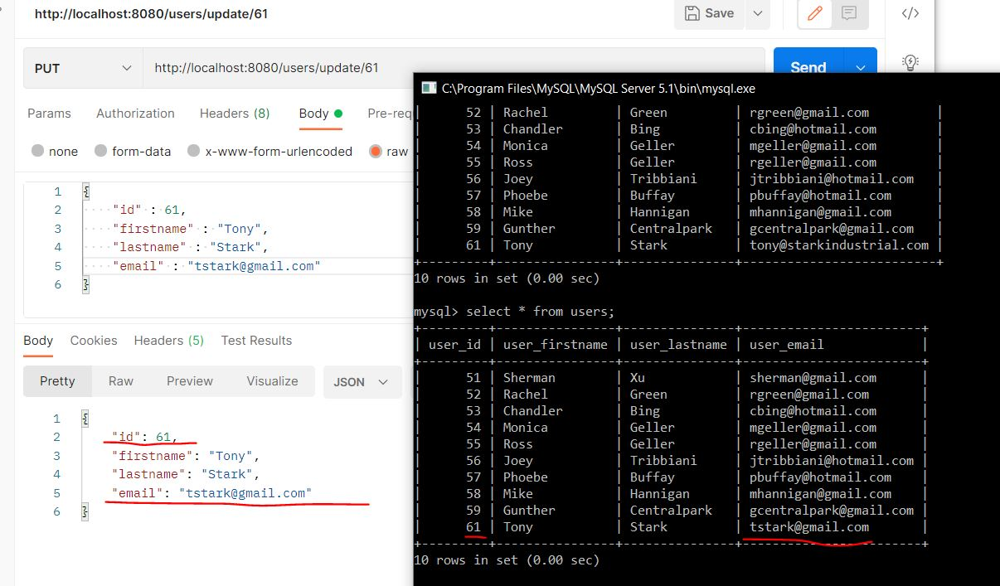 http://localhost:8080/users/update/61
Save
PUT
http://localhost:8080/users/update/61
Send
Params
Authorization
Headers (8)
Body
Pre-req
none
form-data
x-www-form-urlencoded
raw
1 {
2 "id" : 61,
3 "firstname" : "Tony",
4 "lastname" : "Stark",
5 "email" : "tstark@gmail.com"
6 }
Body
Cookies
Headers (5)
Test Results
Pretty
Raw
Preview
Visualize
JSON
1 {
2 "id": 61,
3 "firstname": "Tony",
4 "lastname": "Stark",
5 "email": "tstark@gmail.com"
6 }
C:\Program Files\MySQL\MySQL Server 5.1\bin\mysql.exe
| 52 | Rachel | Green | rgreen@gmail.com |
| 53 | Chandler | Bing | cbing@hotmail.com |
| 54 | Monica | Geller | mgeller@gmail.com |
| 55 | Ross | Geller | rgeller@gmail.com |
| 56 | Joey | Tribbiani | jtribbiani@hotmail.com |
| 57 | Phoebe | Buffay | pbuffay@hotmail.com |
| 58 | Mike | Hannigan | mhannigan@gmail.com |
| 59 | Gunther | Centralpark | gcentralpark@gmail.com |
| 61 | Tony | Stark | tony@starkindustrial.com |
+---------+----------------+---------------+--------------------------+
10 rows in set (0.00 sec)
mysql> select * from users;
+---------+----------------+---------------+------------------------+
| user_id | user_firstname | user_lastname | user_email |
+---------+----------------+---------------+------------------------+
| 51 | Sherman | Xu | sherman@gmail.com |
| 52 | Rachel | Green | rgreen@gmail.com |
| 53 | Chandler | Bing | cbing@hotmail.com |
| 54 | Monica | Geller | mgeller@gmail.com |
| 55 | Ross | Geller | rgeller@gmail.com |
| 56 | Joey | Tribbiani | jtribbiani@hotmail.com |
| 57 | Phoebe | Buffay | pbuffay@hotmail.com |
| 58 | Mike | Hannigan | mhannigan@gmail.com |
| 59 | Gunther | Centralpark | gcentralpark@gmail.com |
| 61 | Tony | Stark | tstark@gmail.com |
+---------+----------------+---------------+------------------------+
10 rows in set (0.00 sec)